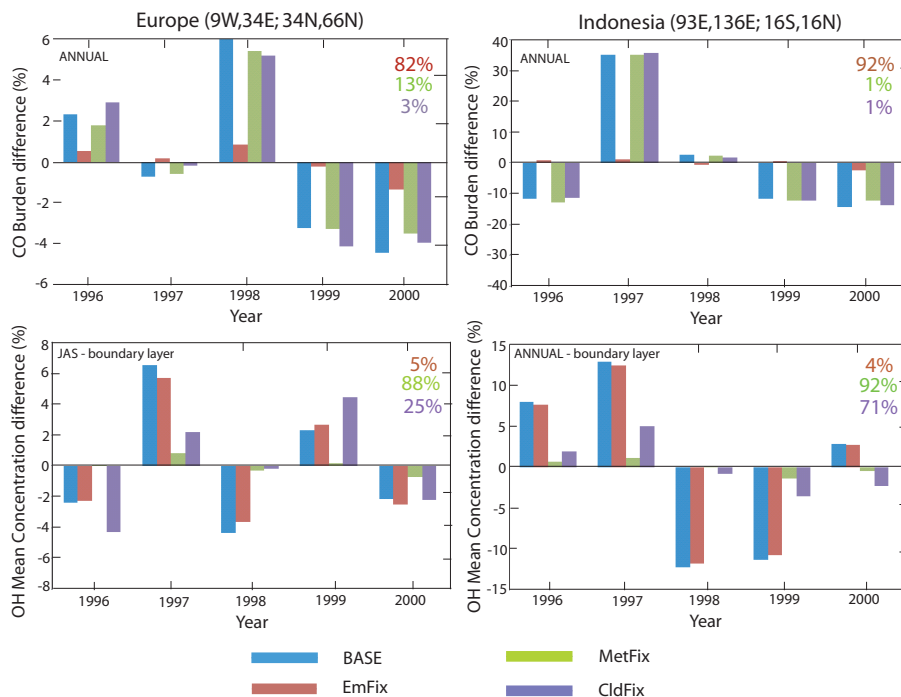 Europe (9W,34E; 34N,66N)
6
4
2
0
-2
-4
-6
CO Burden difference (%)
ANNUAL
82%
13%
3%
1996 1997 1998 1999 2000
Year
Indonesia (93E,136E; 16S,16N)
40
30
20
10
0
-10
-20
-30
-40
CO Burden difference (%)
ANNUAL
92%
1%
1%
1996 1997 1998 1999 2000
Year
8
6
4
2
0
-2
-4
-6
-8
OH Mean Concentration difference (%)
JAS - boundary layer
5%
88%
25%
1996 1997 1998 1999 2000
Year
15
10
5
0
-5
-10
-15
OH Mean Concentration difference (%)
ANNUAL - boundary layer
4%
92%
71%
1996 1997 1998 1999 2000
Year
BASE
EmFix
MetFix
CldFix